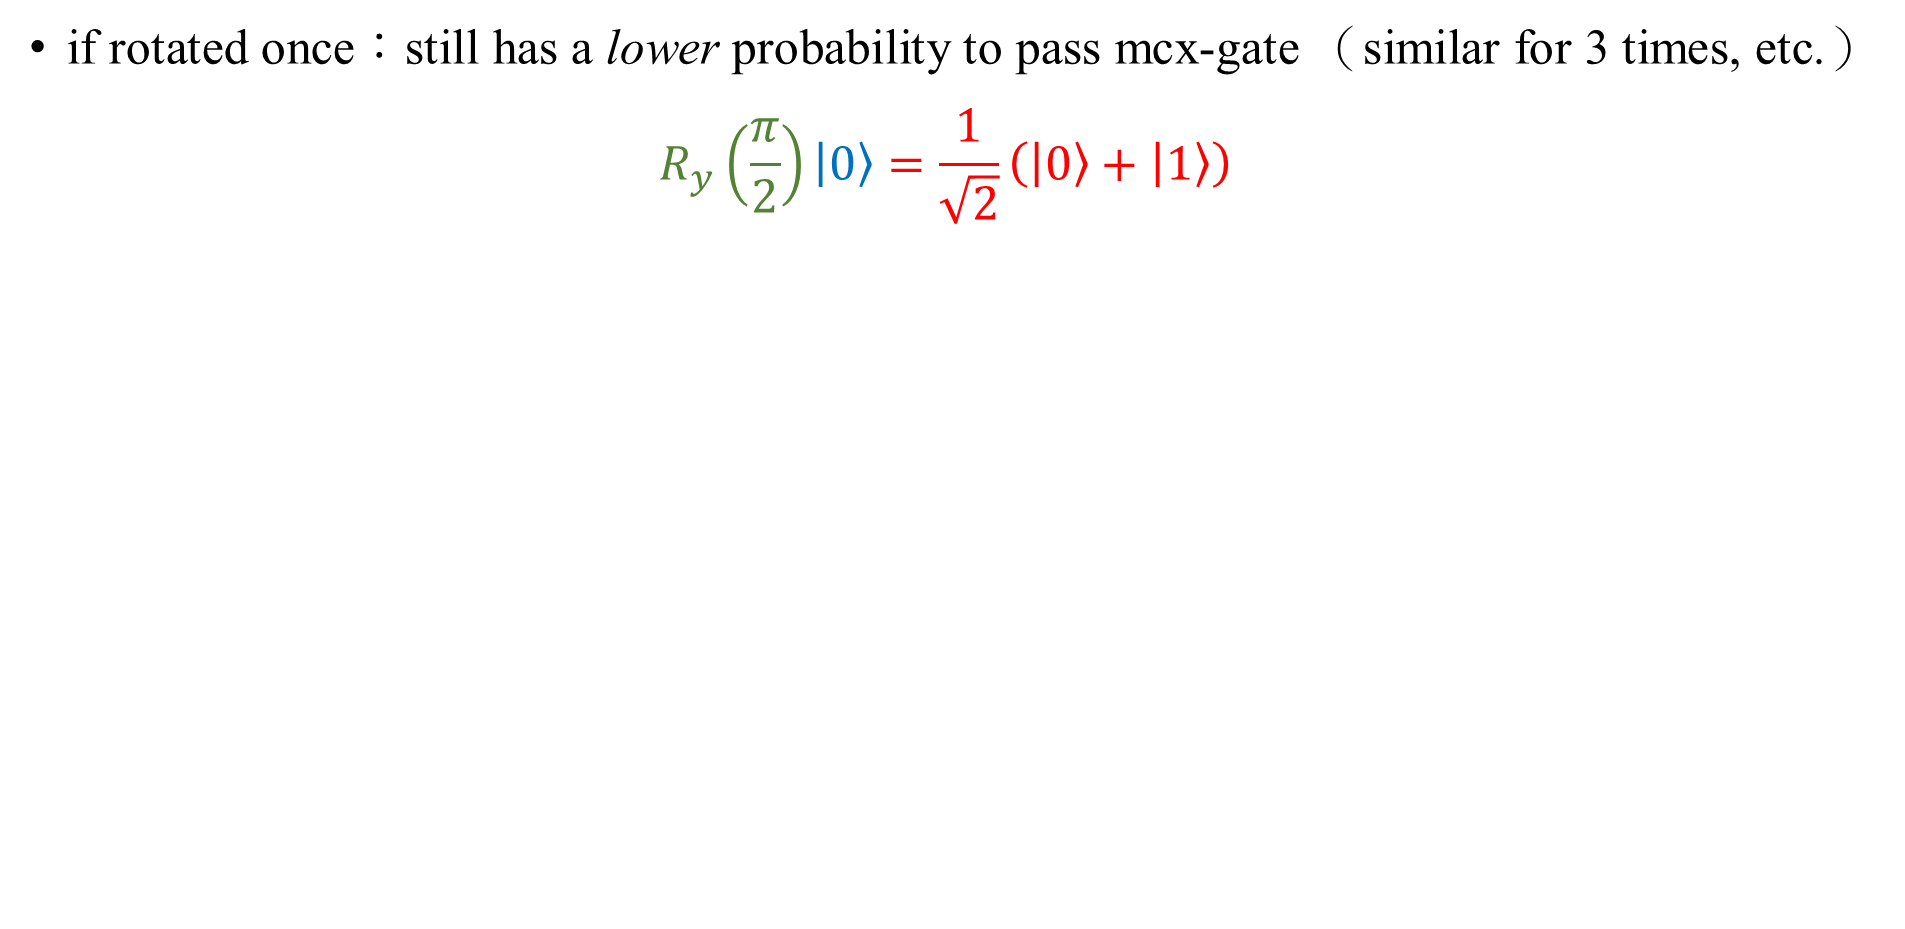 • if rotated once：still has a lower probability to pass mcx-gate （similar for 3 times, etc.）
R_y(π/2)|0⟩ = 1/√2(|0⟩ + |1⟩)